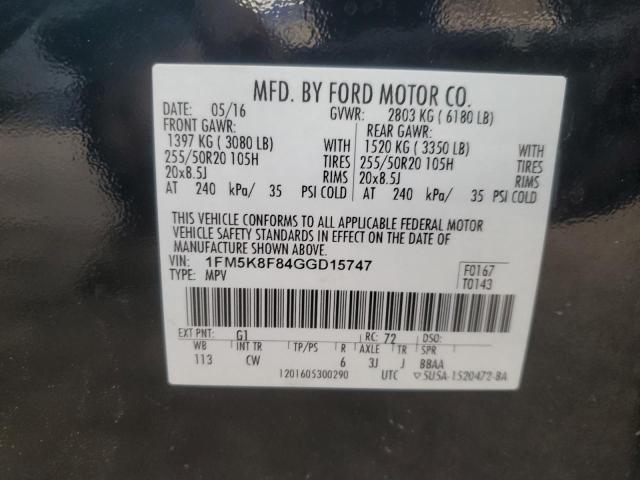 MFD. BY FORD MOTOR CO.
DATE: 05/16 GVWR: 2803 KG ( 6180 LB)
FRONT GAWR: REAR GAWR:
1397 KG ( 3080 LB) WITH 1520 KG ( 3350 LB) WITH
255/50R20 105H TIRES 255/50R20 105H TIRES
20x8.5J RIMS 20x8.5J RIMS
AT 240 kPa/ 35 PSI COLD AT 240 kPa/ 35 PSI COLD
THIS VEHICLE CONFORMS TO ALL APPLICABLE FEDERAL MOTOR
VEHICLE SAFETY STANDARDS IN EFFECT ON THE DATE OF
MANUFACTURE SHOWN ABOVE.
VIN: 1FM5K8F84GGD15747 F0167
TYPE: MPV T0143
EXT PNT: G1 RC: 72 DSO:
WB INT TR TP/PS R AXLE TR SPR
113 CW 6 3J J BBAA
1201605300290 UTC ▽5U5A-1520472-BA